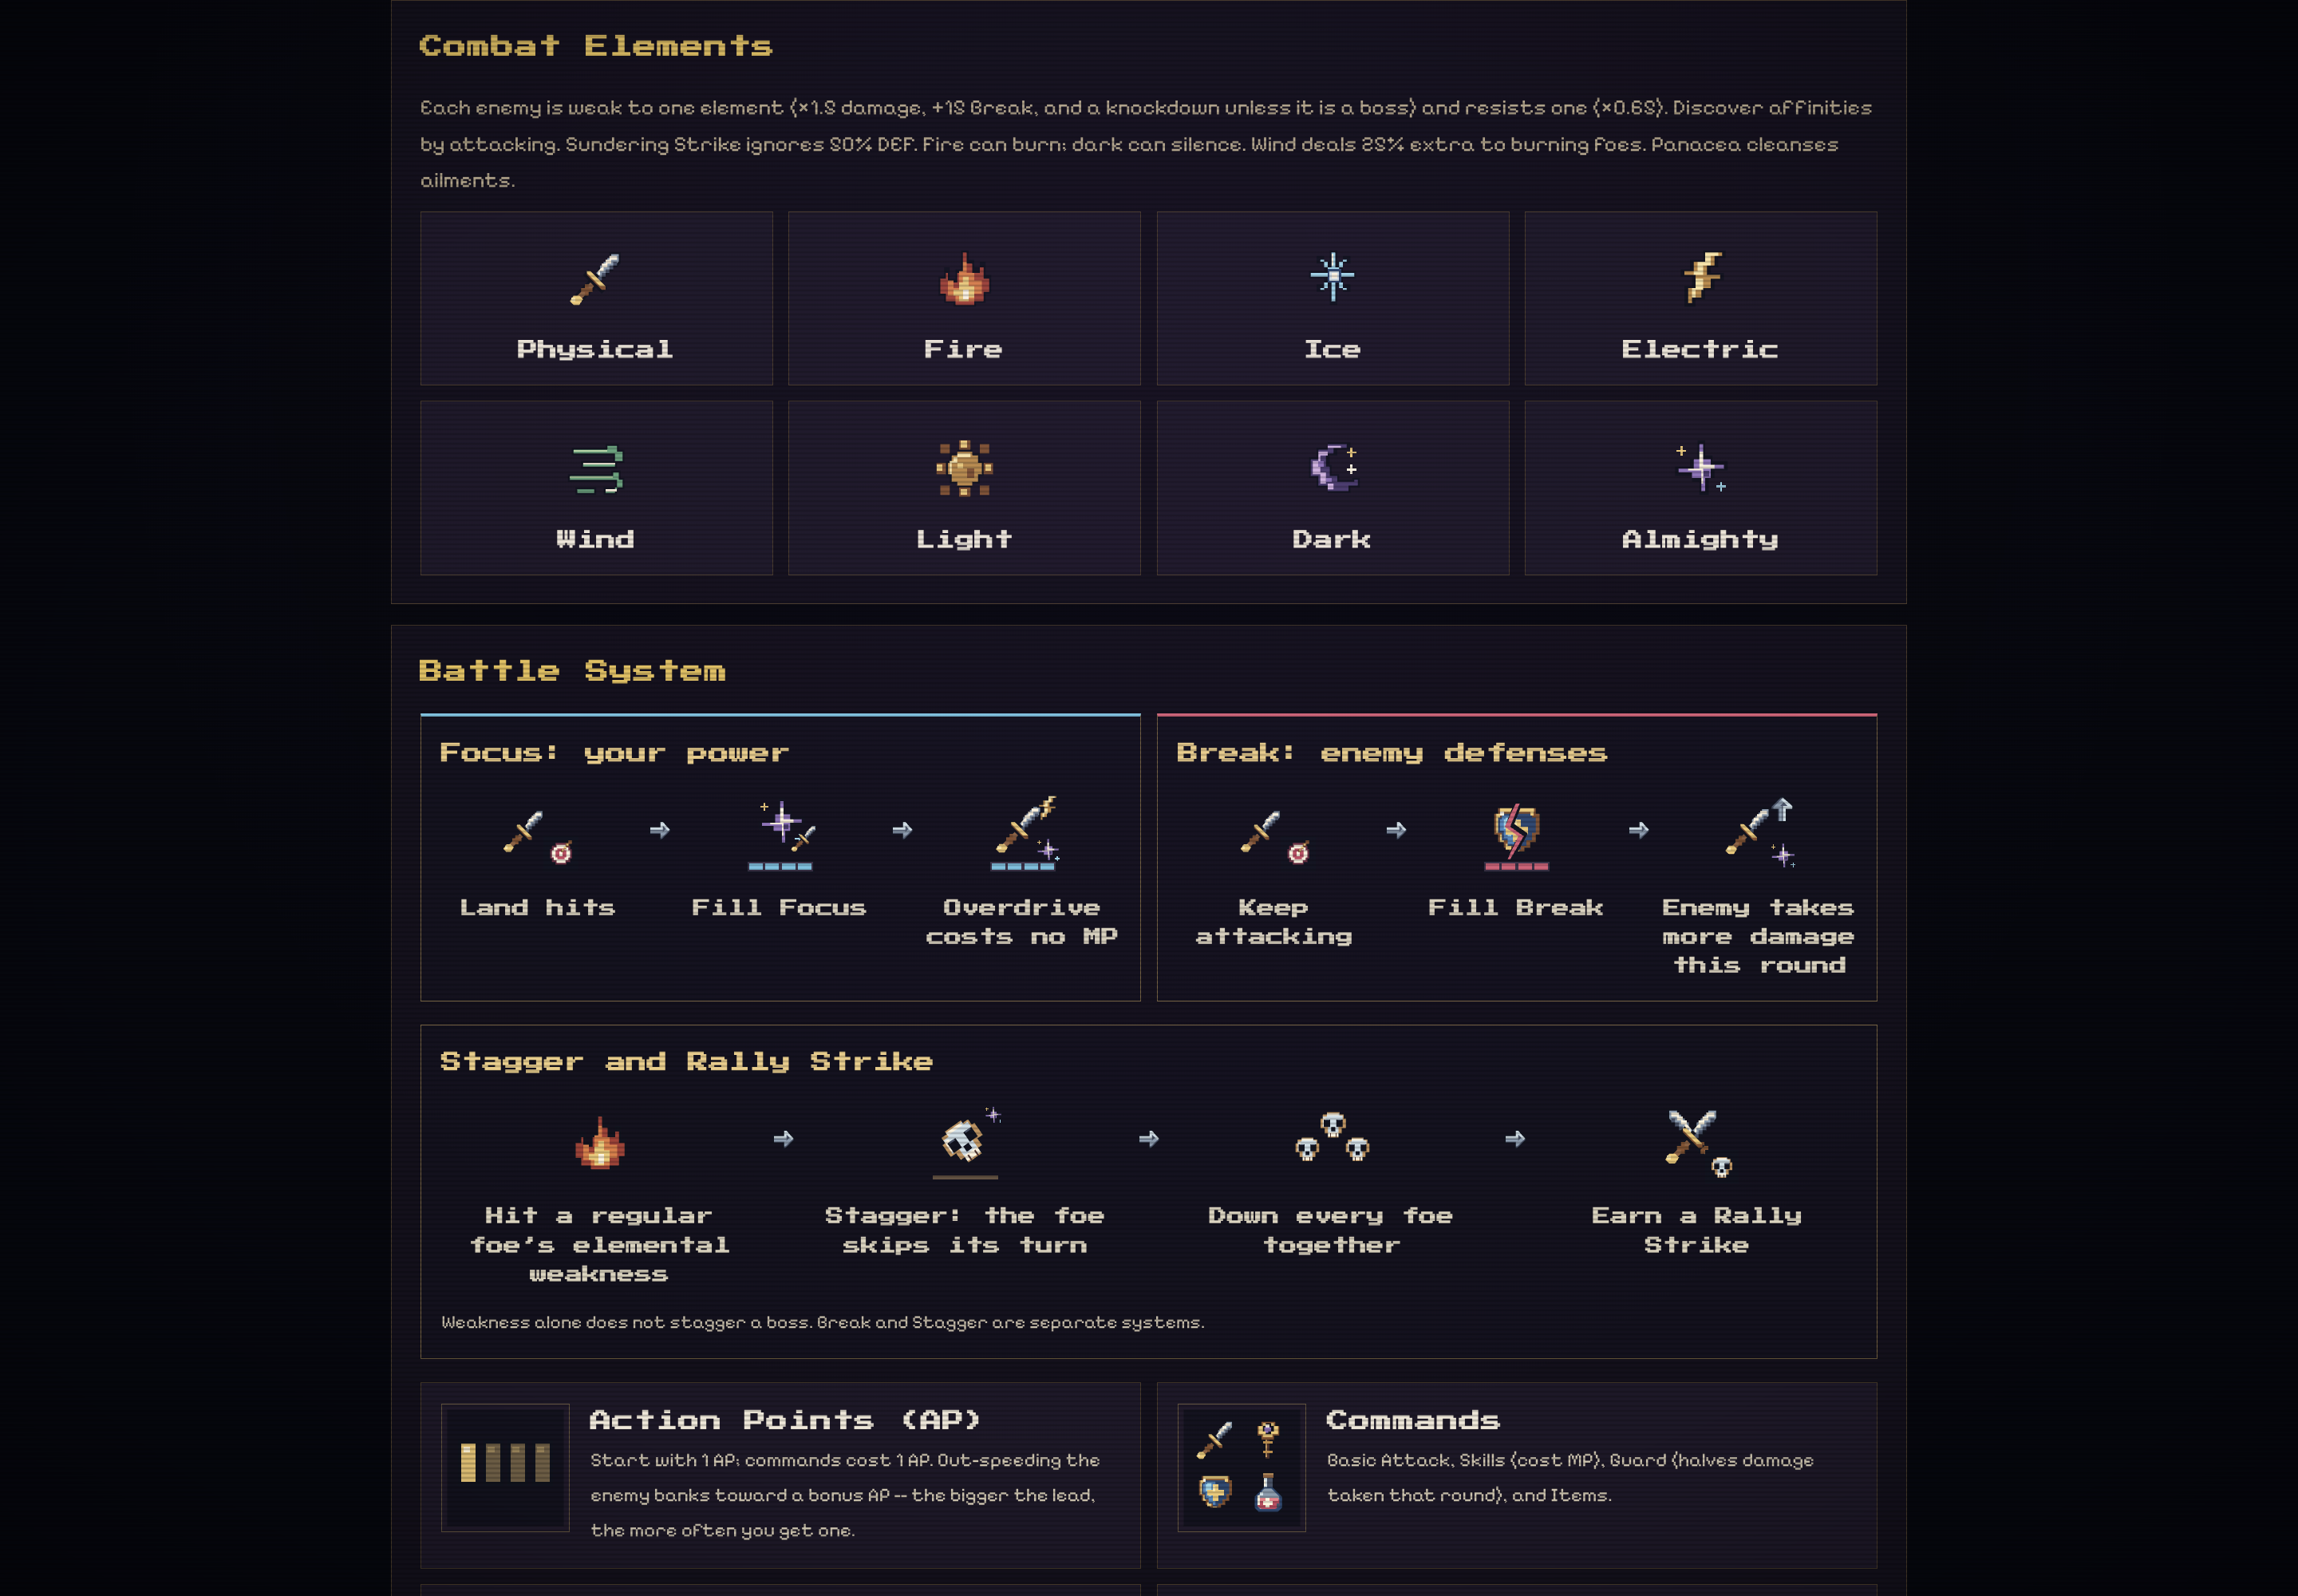 Combat Elements
Each enemy is weak to one element (×1.5 damage, +15 Break, and a knockdown unless it is a boss) and resists one (×0.65). Discover affinities
by attacking. Sundering Strike ignores 50% DEF. Fire can burn; dark can silence. Wind deals 25% extra to burning foes. Panacea cleanses
ailments.
Physical
Fire
Ice
Electric
Wind
Light
Dark
Almighty
Battle System
Focus: your power
Land hits
Fill Focus
Overdrive
costs no MP
Break: enemy defenses
Keep
attacking
Fill Break
Enemy takes
more damage
this round
Stagger and Rally Strike
Hit a regular
foe's elemental
weakness
Stagger: the foe
skips its turn
Down every foe
together
Earn a Rally
Strike
Weakness alone does not stagger a boss. Break and Stagger are separate systems.
Action Points (AP)
Start with 1 AP; commands cost 1 AP. Out-speeding the
enemy banks toward a bonus AP -- the bigger the lead,
the more often you get one.
Commands
Basic Attack, Skills (cost MP), Guard (halves damage
taken that round), and Items.